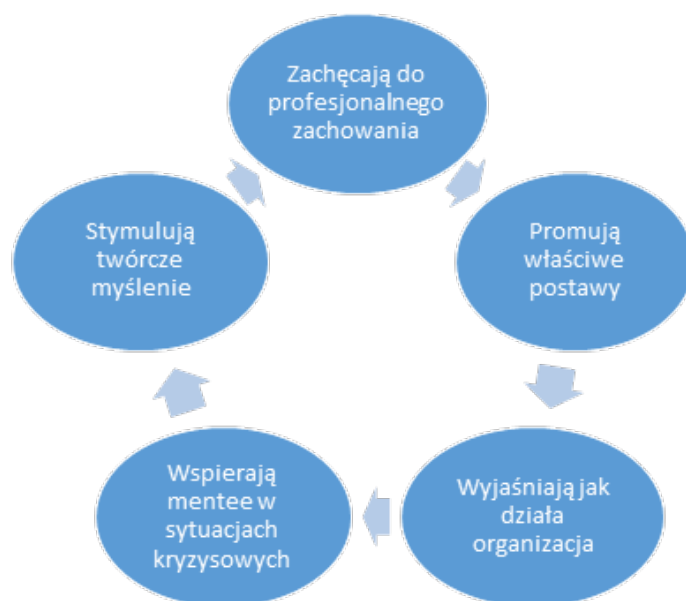 Zachęcają do
profesjonalnego
zachowania
Promują
właściwe
postawy
Wyjaśniają jak
działa
organizacja
Wspierają
mentee w
sytuacjach
kryzysowych
Stymulują
twórcze
myślenie